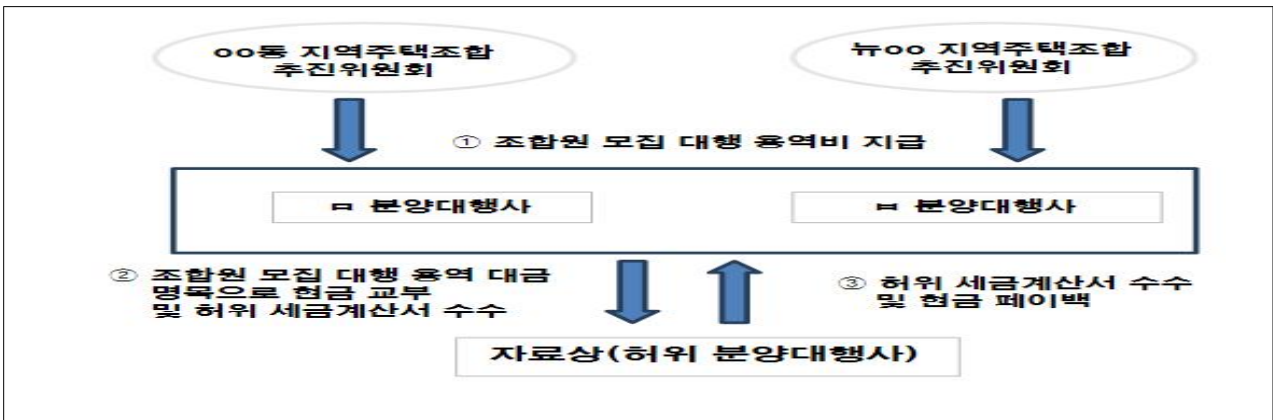 ㅇㅇ동 지역주택조합
추진위원회
뉴ㅇㅇ 지역주택조합
추진위원회
① 조합원 모집 대행 용역비 지급
ㅁ 분양대행사
ㅂ 분양대행사
② 조합원 모집 대행 용역 대금
명목으로 현금 교부
및 허위 세금계산서 수수
③ 허위 세금계산서 수수
및 현금 페이백
자료상(허위 분양대행사)